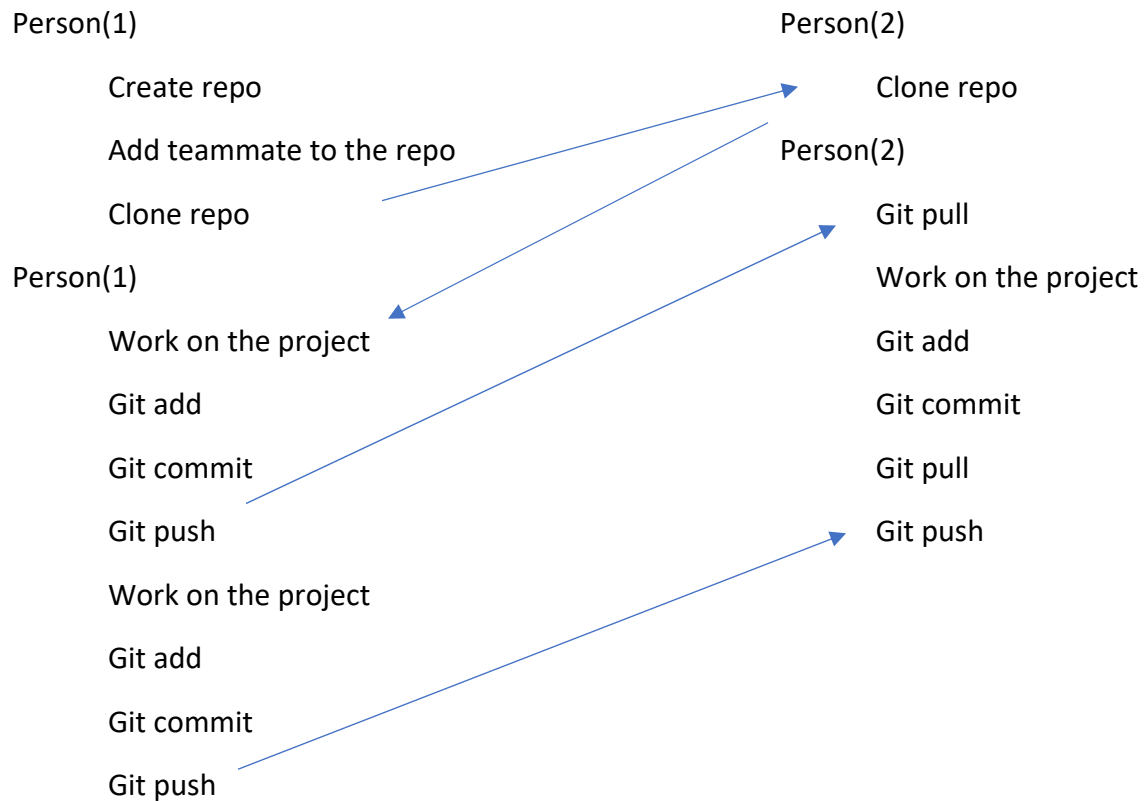 Person(1)
Create repo
Add teammate to the repo
Clone repo
Person(1)
Work on the project
Git add
Git commit
Git push
Work on the project
Git add
Git commit
Git push
Person(2)
Clone repo
Person(2)
Git pull
Work on the project
Git add
Git commit
Git pull
Git push